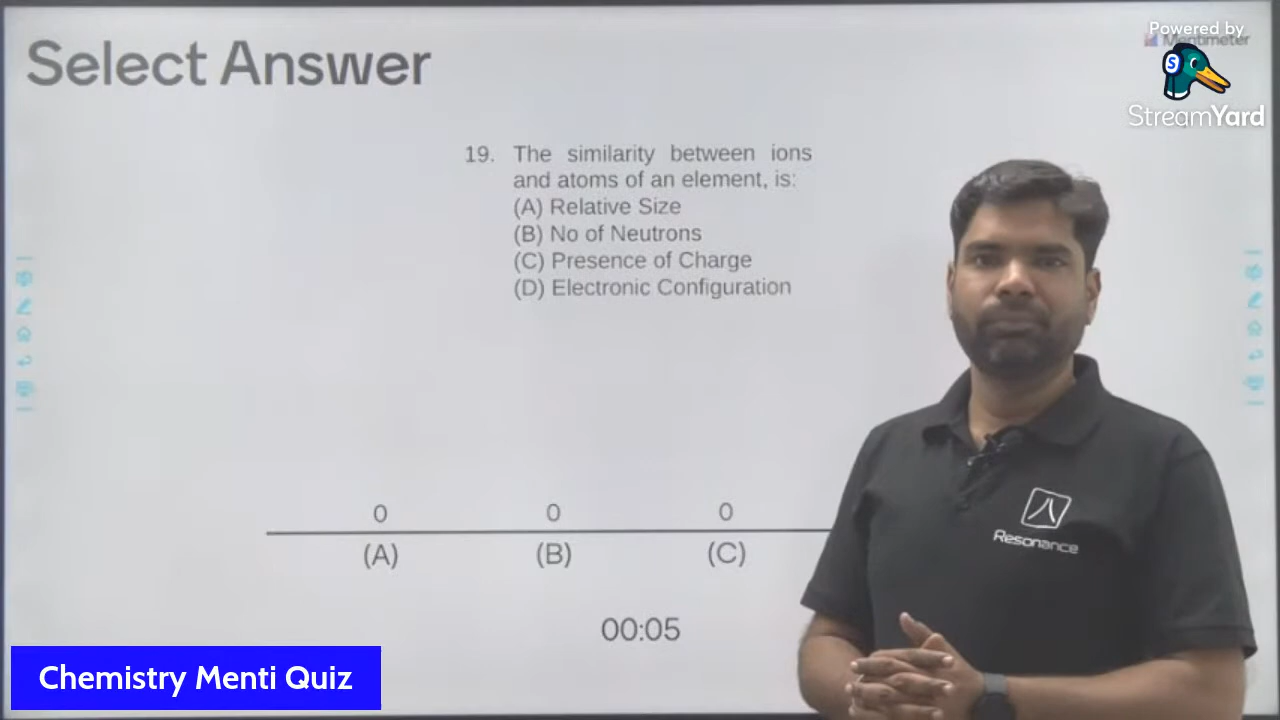 Select Answer
Powered by
Mentimeter
StreamYard
19. The similarity between ions
and atoms of an element, is:
(A) Relative Size
(B) No of Neutrons
(C) Presence of Charge
(D) Electronic Configuration
0 0 0
(A) (B) (C)
00:05
Resonance
Chemistry Menti Quiz